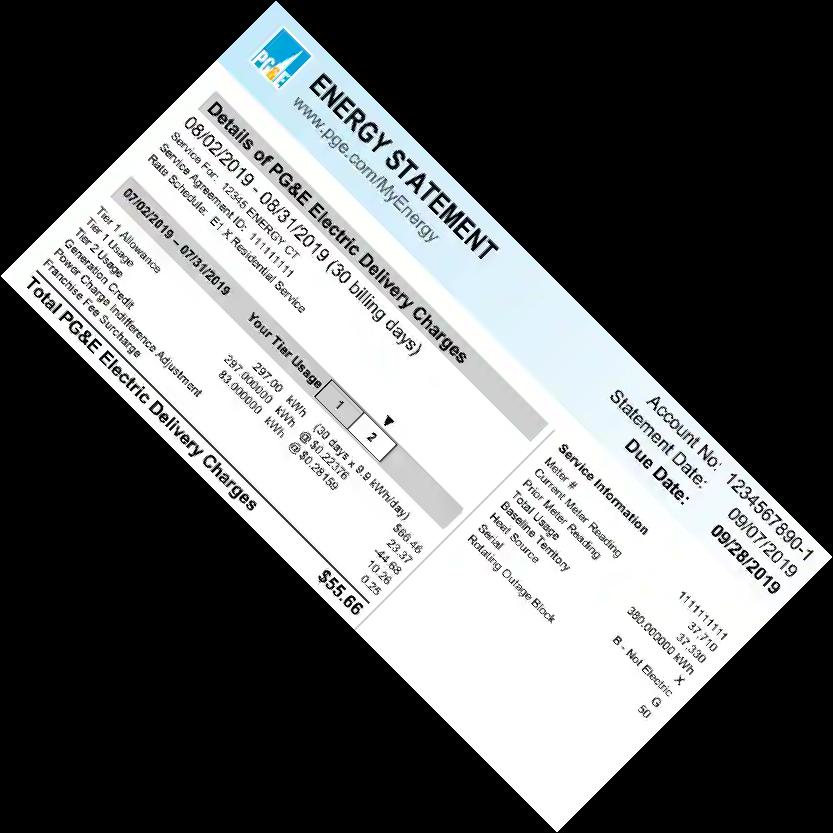 PG&E
ENERGY STATEMENT
www.pge.com/MyEnergy
Account No: 1234567890-1
Statement Date: 09/07/2019
Due Date: 09/28/2019
Details of PG&E Electric Delivery Charges
08/02/2019 - 08/31/2019 (30 billing days)
Service For: 12345 ENERGY CT
Service Agreement ID: 111111111
Rate Schedule: E1 X Residential Service
07/02/2019 – 07/31/2019 Your Tier Usage 1 2
Tier 1 Allowance 297.00 kWh (30 days x 9.9 kWh/day)
Tier 1 Usage 297.000000 kWh @ $0.22376 $66.46
Tier 2 Usage 83.000000 kWh @ $0.28159 23.37
Generation Credit -44.68
Power Charge Indifference Adjustment 10.26
Franchise Fee Surcharge 0.25
Total PG&E Electric Delivery Charges $55.66
Service Information
Meter # 1111111111
Current Meter Reading 37,710
Prior Meter Reading 37,330
Total Usage 380.000000 kWh
Baseline Territory X
Heat Source B - Not Electric
Serial G
Rotating Outage Block 50